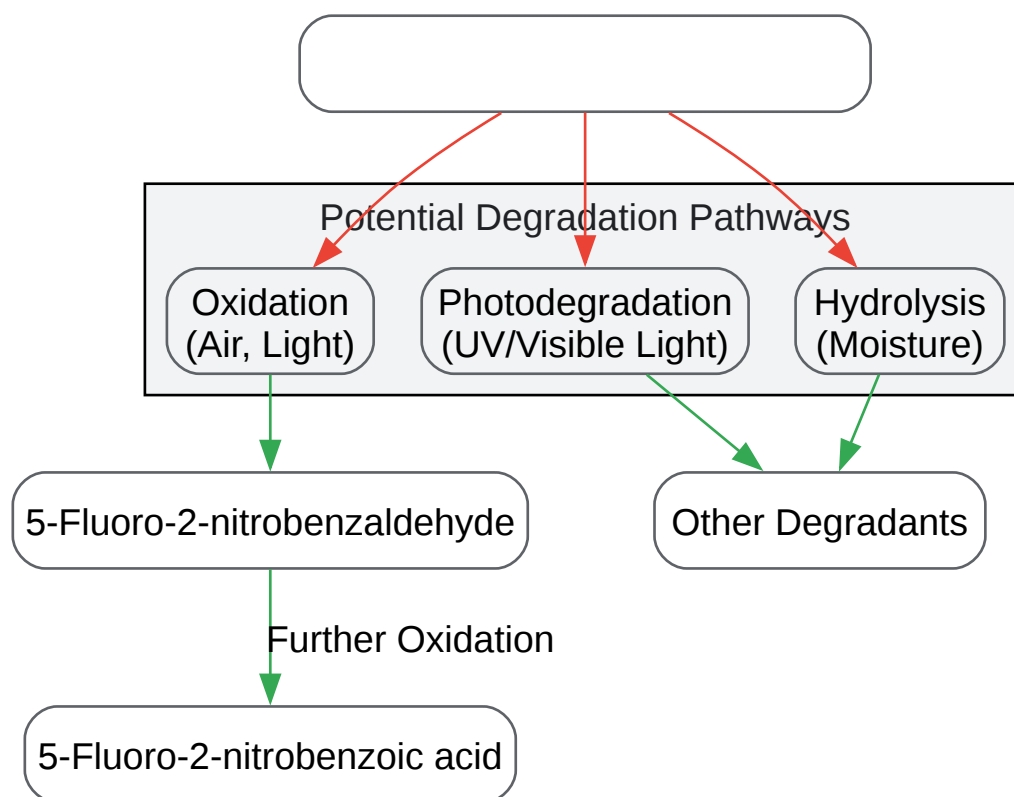 Potential Degradation Pathways
Oxidation
(Air, Light)
Photodegradation
(UV/Visible Light)
Hydrolysis
(Moisture)
5-Fluoro-2-nitrobenzaldehyde
Other Degradants
Further Oxidation
5-Fluoro-2-nitrobenzoic acid